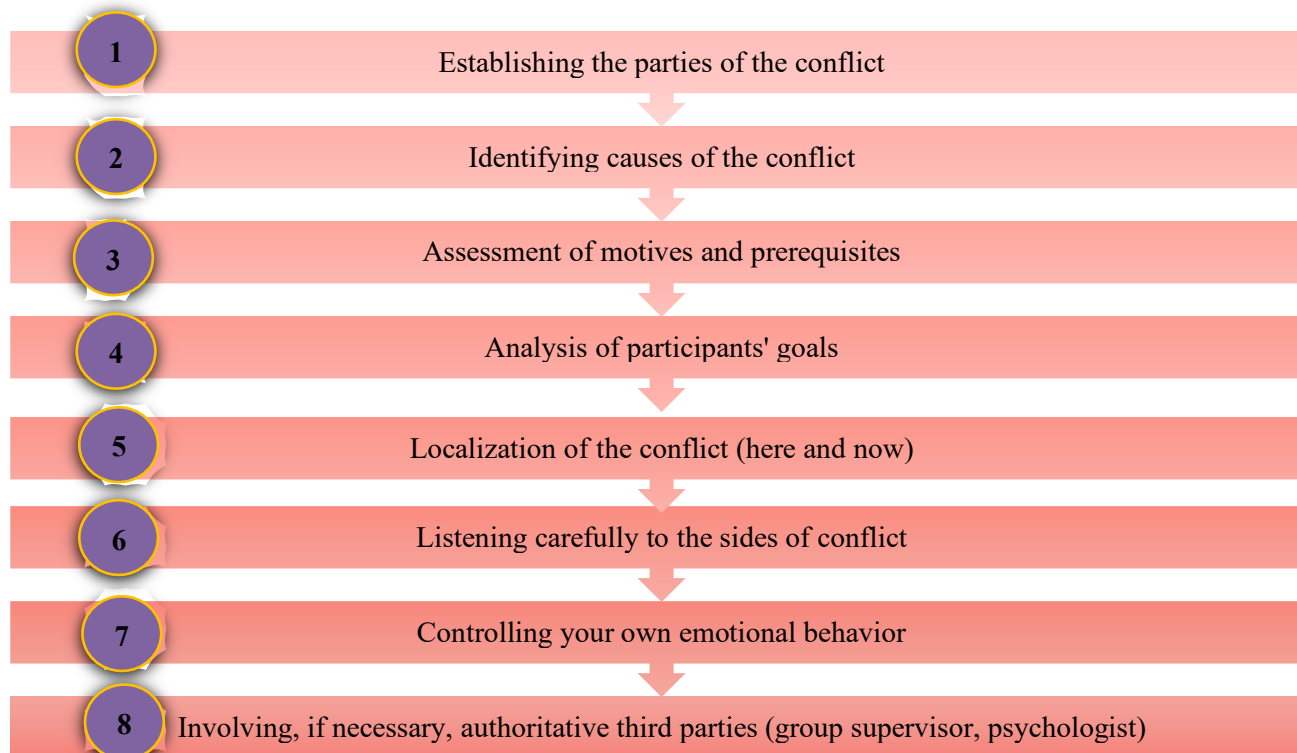 1 Establishing the parties of the conflict
2 Identifying causes of the conflict
3 Assessment of motives and prerequisites
4 Analysis of participants' goals
5 Localization of the conflict (here and now)
6 Listening carefully to the sides of conflict
7 Controlling your own emotional behavior
8 Involving, if necessary, authoritative third parties (group supervisor, psychologist)